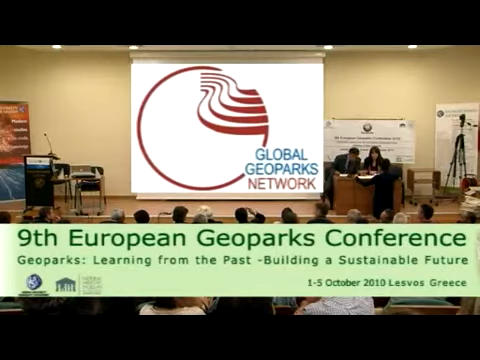 GLOBAL
GEOPARKS
NETWORK
9th European Geoparks Conference
Geoparks: Learning from the Past -Building a Sustainable Future
1-5 October 2010 Lesvos Greece